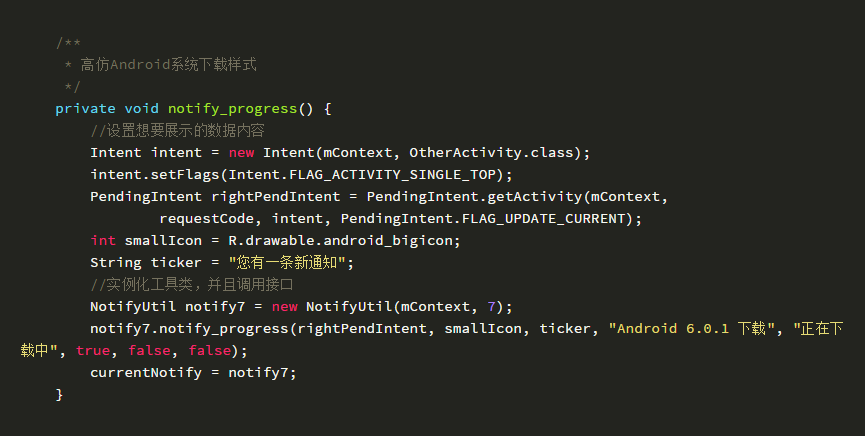 /**
 * 高仿Android系统下载样式
 */
private void notify_progress() {
    //设置想要展示的数据内容
    Intent intent = new Intent(mContext, OtherActivity.class);
    intent.setFlags(Intent.FLAG_ACTIVITY_SINGLE_TOP);
    PendingIntent rightPendIntent = PendingIntent.getActivity(mContext,
            requestCode, intent, PendingIntent.FLAG_UPDATE_CURRENT);
    int smallIcon = R.drawable.android_bigicon;
    String ticker = "您有一条新通知";
    //实例化工具类，并且调用接口
    NotifyUtil notify7 = new NotifyUtil(mContext, 7);
    notify7.notify_progress(rightPendIntent, smallIcon, ticker, "Android 6.0.1 下载", "正在下
载中", true, false, false);
    currentNotify = notify7;
}